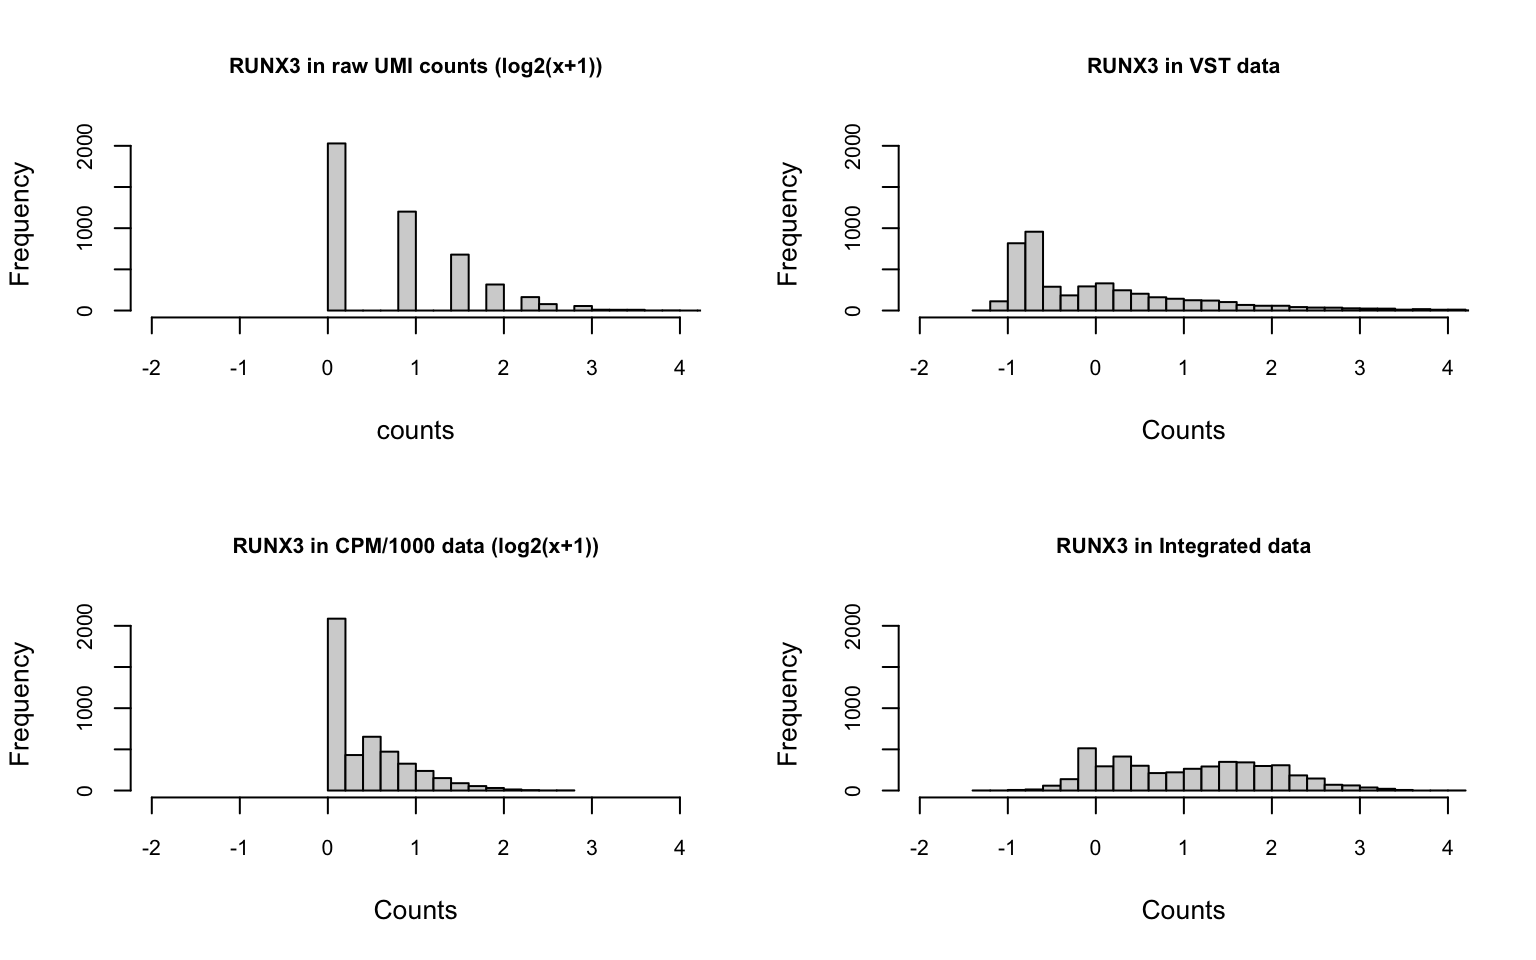 RUNX3 in raw UMI counts (log2(x+1))
Frequency
0 1000 2000
-2 -1 0 1 2 3 4
counts
RUNX3 in VST data
Frequency
0 1000 2000
-2 -1 0 1 2 3 4
Counts
RUNX3 in CPM/1000 data (log2(x+1))
Frequency
0 1000 2000
-2 -1 0 1 2 3 4
Counts
RUNX3 in Integrated data
Frequency
0 1000 2000
-2 -1 0 1 2 3 4
Counts